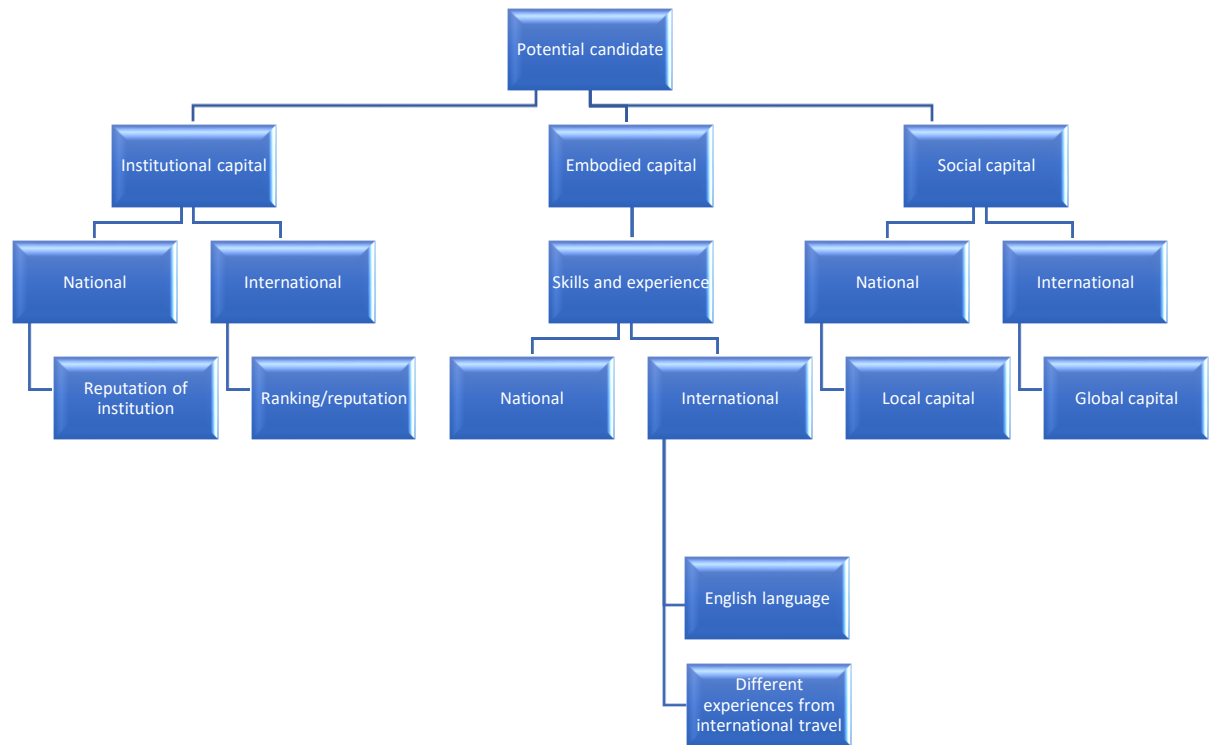 Potential candidate
Institutional capital
Embodied capital
Social capital
National
International
Skills and experience
National
International
Reputation of
institution
Ranking/reputation
National
International
Local capital
Global capital
English language
Different
experiences from
international travel